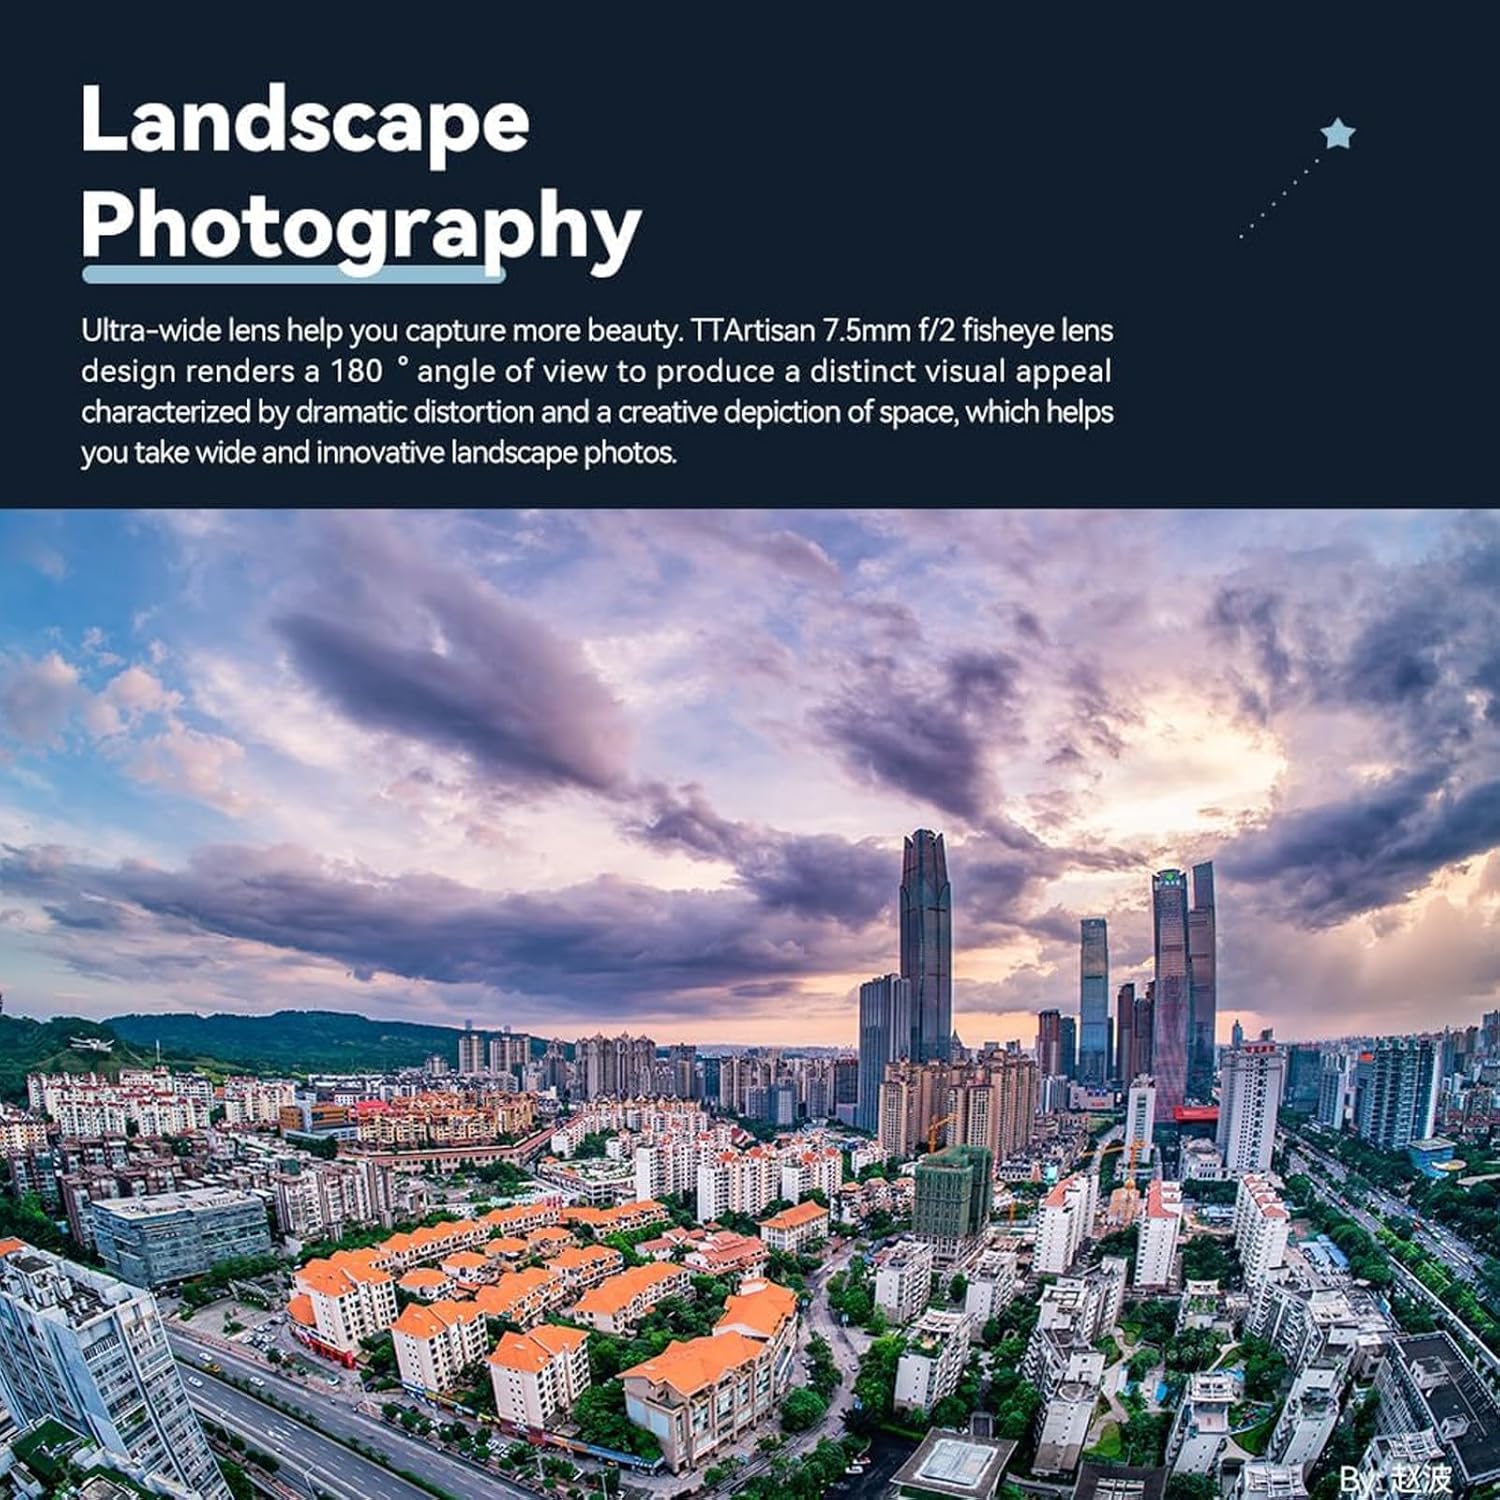 Landscape
Photography
Ultra-wide lens help you capture more beauty. TTArtisan 7.5mm f/2 fisheye lens
design renders a 180 ° angle of view to produce a distinct visual appeal
characterized by dramatic distortion and a creative depiction of space, which helps
you take wide and innovative landscape photos.
By: 赵波